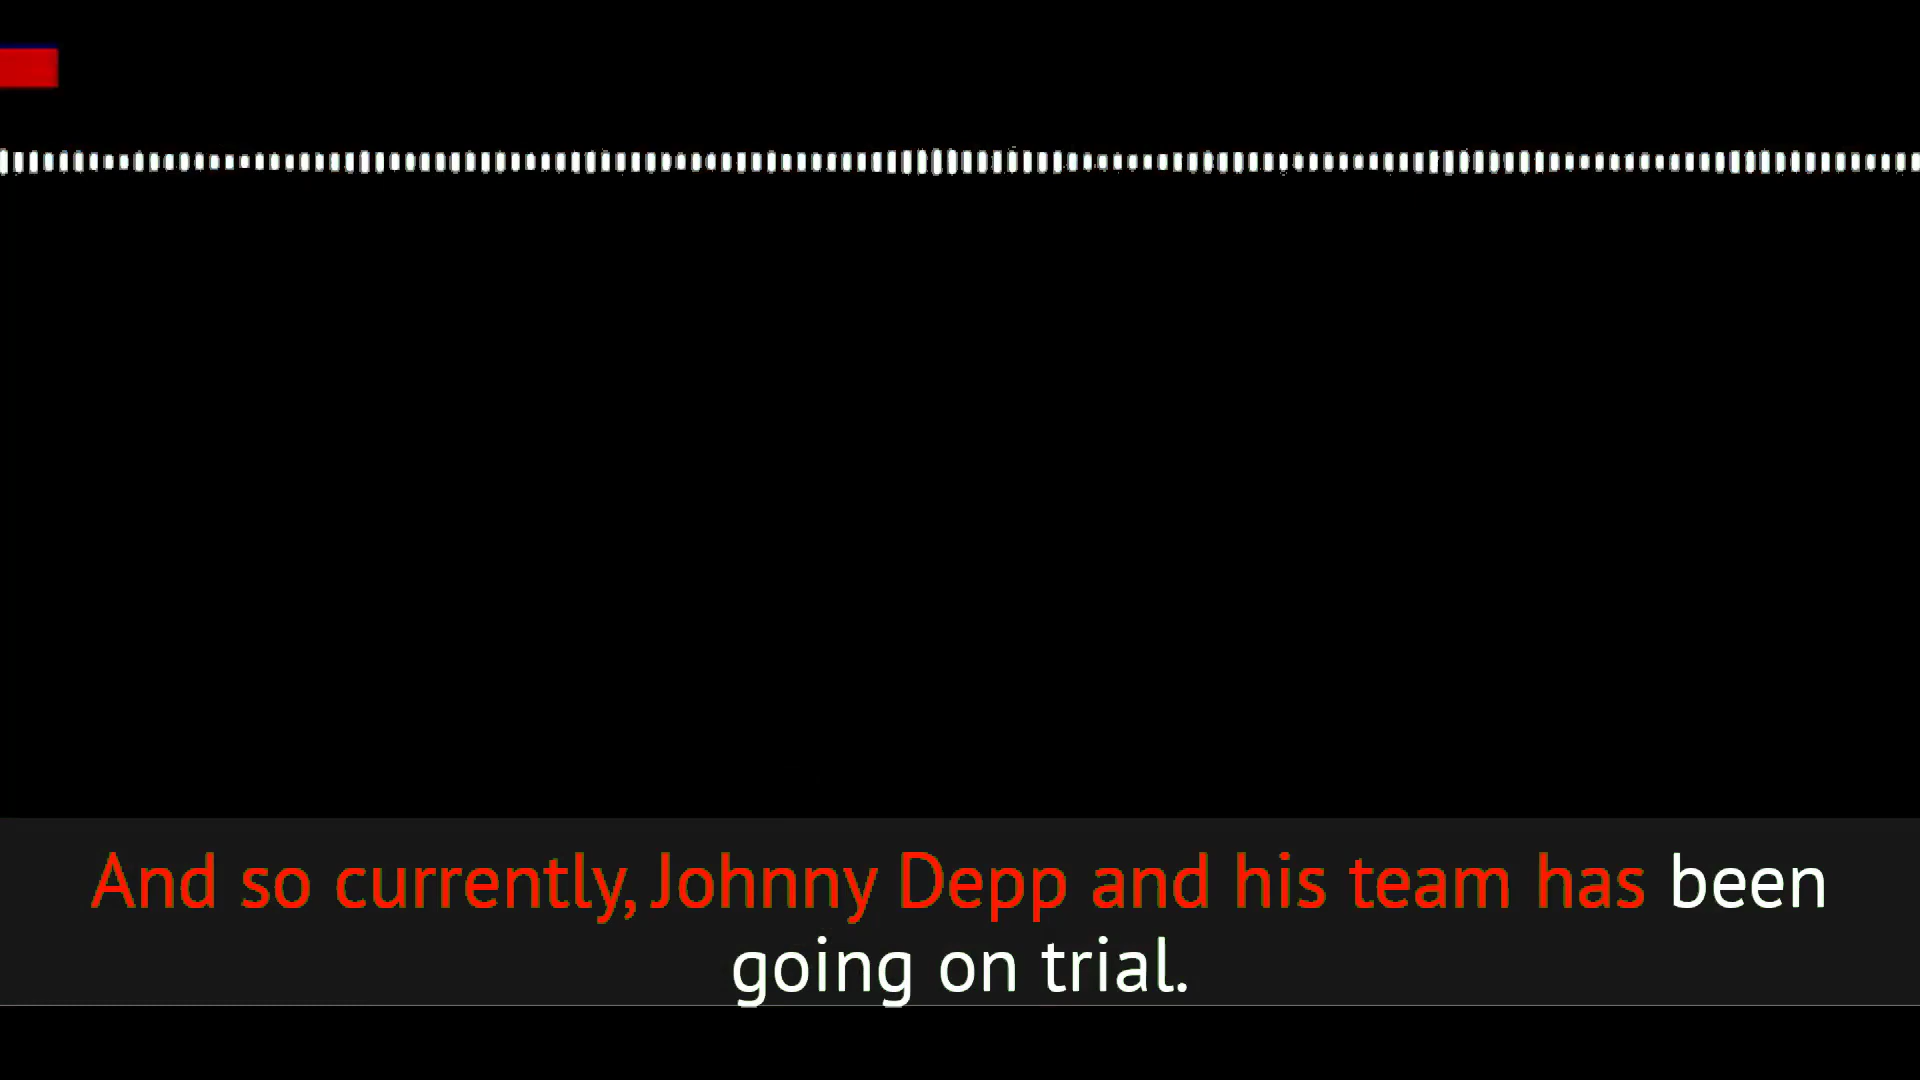 And so currently, Johnny Depp and his team has been
going on trial.